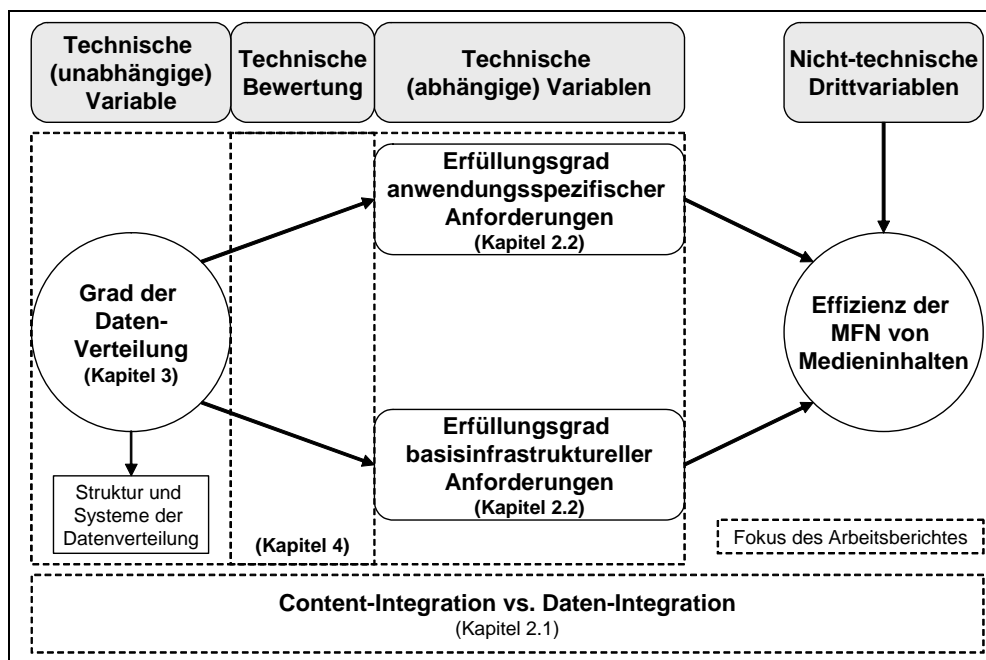 Technische
(unabhängige)
Variable
Technische
Bewertung
Technische
(abhängige) Variablen
Nicht-technische
Drittvariablen
Erfüllungsgrad
anwendungsspezifischer
Anforderungen
(Kapitel 2.2)
Grad der
Daten-
Verteilung
(Kapitel 3)
Effizienz der
MFN von
Medieninhalten
Erfüllungsgrad
basisinfrastruktureller
Anforderungen
(Kapitel 2.2)
Struktur und
Systeme der
Datenverteilung
(Kapitel 4)
Fokus des Arbeitsberichtes
Content-Integration vs. Daten-Integration
(Kapitel 2.1)